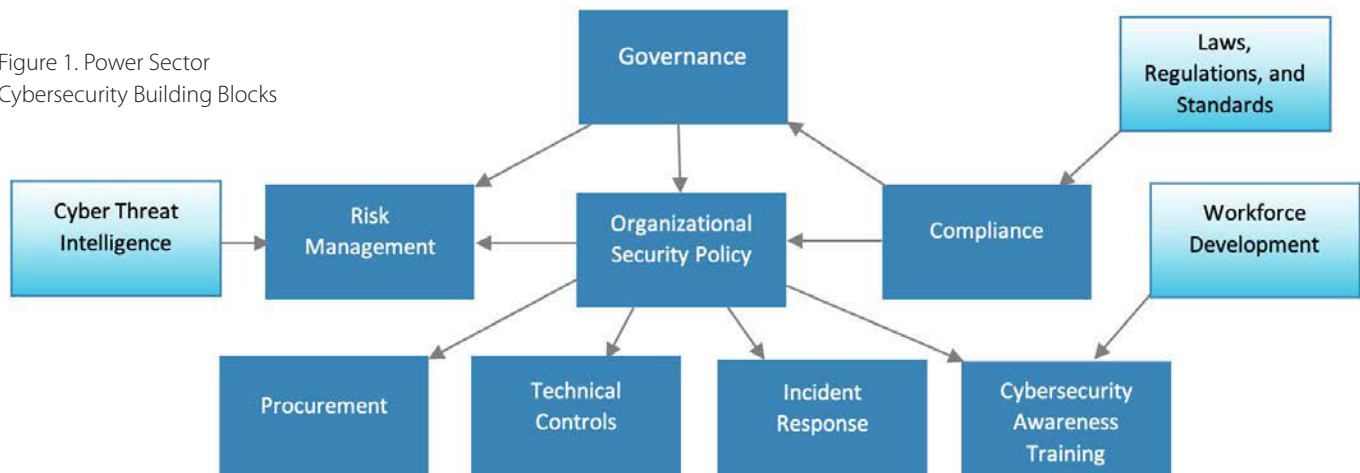 Figure 1. Power Sector
Cybersecurity Building Blocks
Governance
Laws,
Regulations, and
Standards
Cyber Threat
Intelligence
Risk
Management
Organizational
Security Policy
Compliance
Workforce
Development
Procurement
Technical
Controls
Incident
Response
Cybersecurity
Awareness
Training